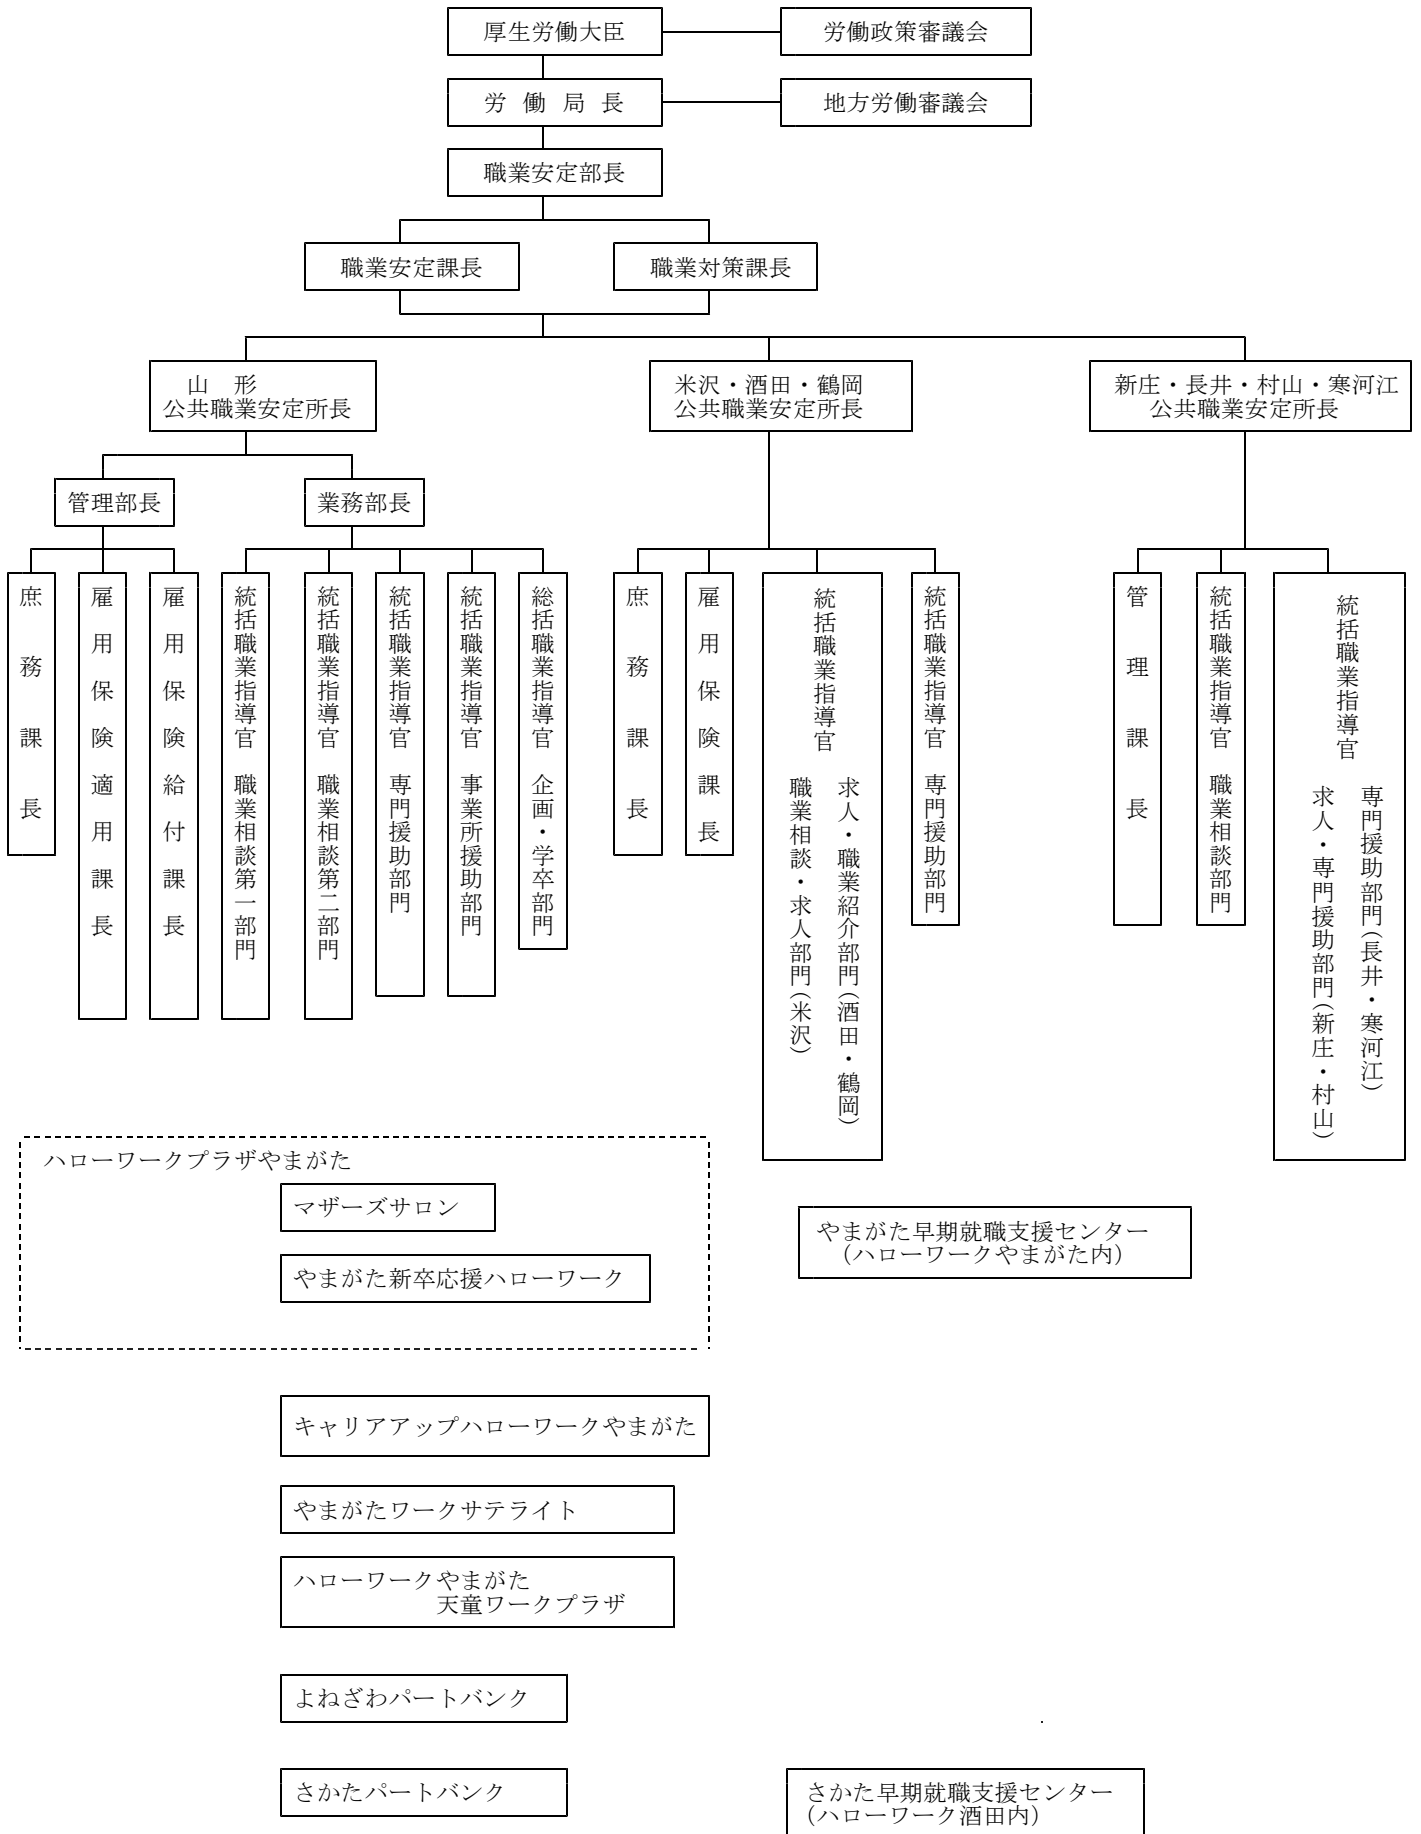 厚生労働大臣
労働政策審議会
労働局長
地方労働審議会
職業安定部長
職業安定課長
職業対策課長
山　形
公共職業安定所長
米沢・酒田・鶴岡
公共職業安定所長
新庄・長井・村山・寒河江
公共職業安定所長
管理部長
業務部長
庶務課長
雇用保険適用課長
雇用保険給付課長
統括職業指導官　職業相談第一部門
統括職業指導官　職業相談第二部門
統括職業指導官　専門援助部門
統括職業指導官　事業所援助部門
総括職業指導官　企画・学卒部門
庶務課長
雇用保険課長
統括職業指導官
求人・職業紹介部門（酒田・鶴岡）
職業相談・求人部門（米沢）
統括職業指導官　専門援助部門
管理課長
統括職業指導官　職業相談部門
統括職業指導官
専門援助部門（長井・寒河江）
求人・専門援助部門（新庄・村山）
ハローワークプラザやまがた
マザーズサロン
やまがた新卒応援ハローワーク
やまがた早期就職支援センター
（ハローワークやまがた内）
キャリアアップハローワークやまがた
やまがたワークサテライト
ハローワークやまがた
天童ワークプラザ
よねざわパートバンク
さかたパートバンク
さかた早期就職支援センター
（ハローワーク酒田内）